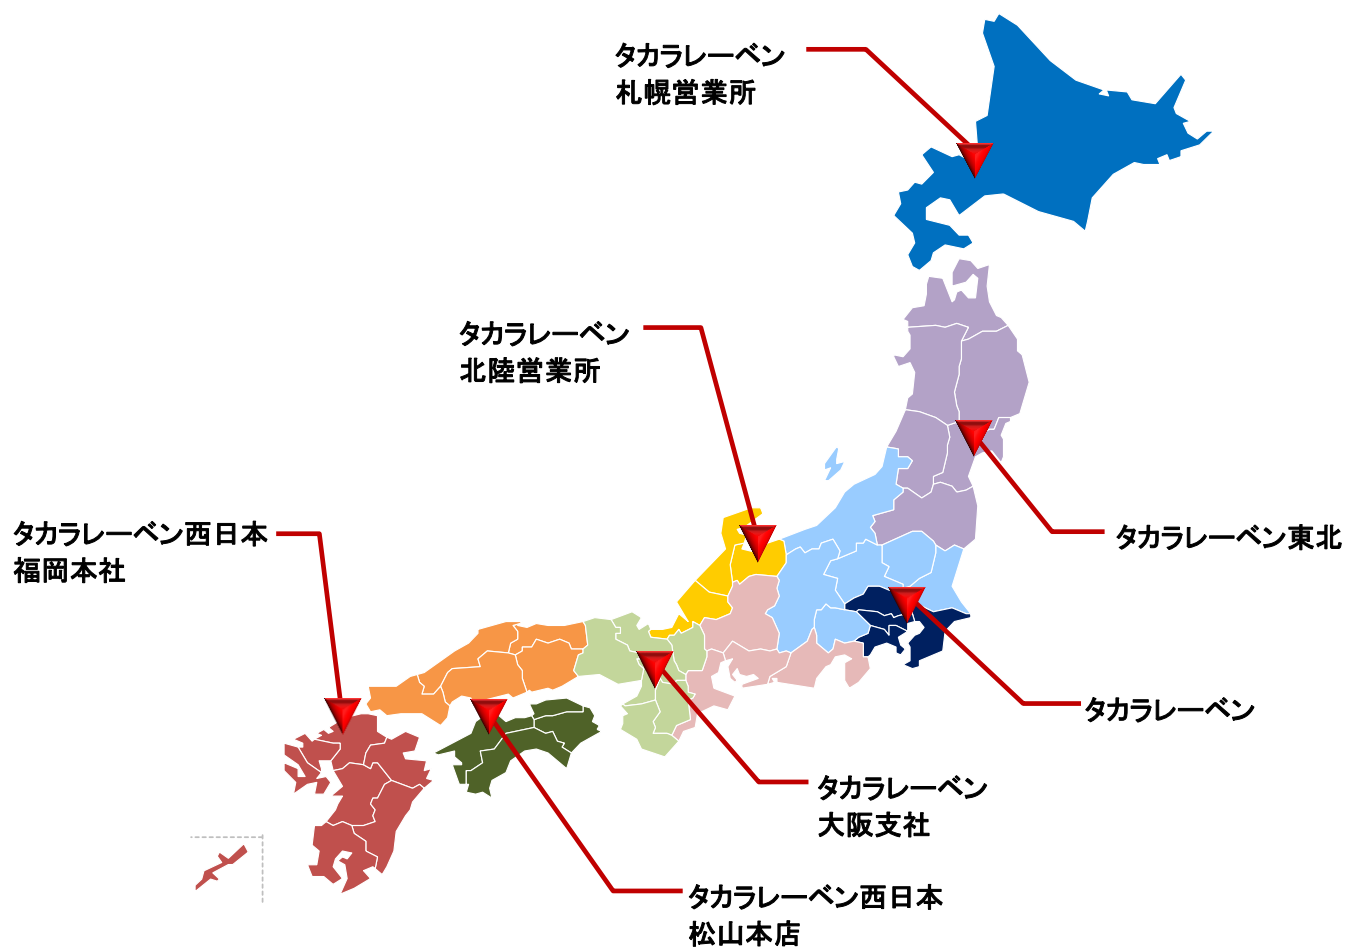 タカラレーベン
札幌営業所
タカラレーベン
北陸営業所
タカラレーベン西日本
福岡本社
タカラレーベン東北
タカラレーベン
タカラレーベン
大阪支社
タカラレーベン西日本
松山本店